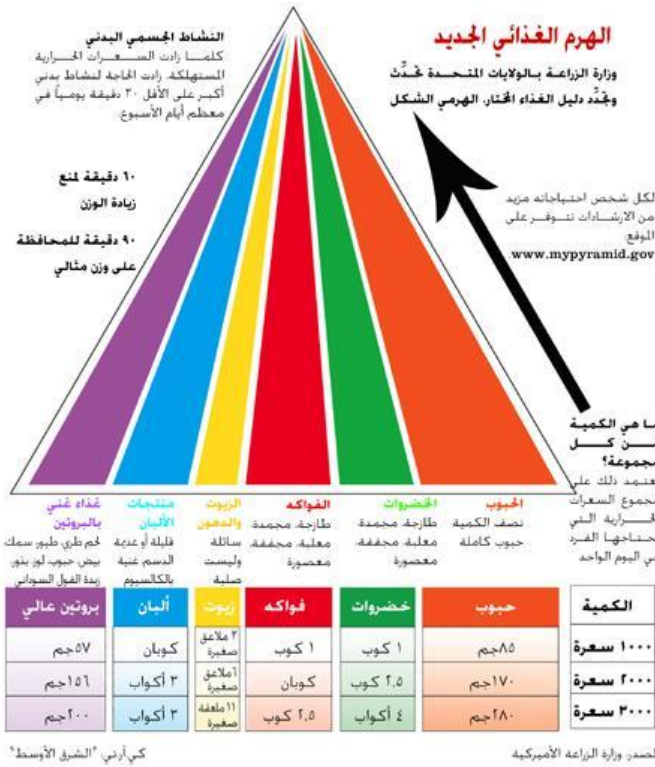 الهرم الغذائي الجديد
وزارة الزراعة بالولايات المتحدة تحدِّث
وتجدِّد دليل الغذاء المختار، الهرمي الشكل
النشاط الجسمي البدني
كلما زادت السعرات الحرارية
المستهلكة، زادت الحاجة لنشاط بدني
أكبر على الأقل ٣٠ دقيقة يومياً في
معظم أيام الأسبوع.
٦٠ دقيقة لمنع
زيادة الوزن
٩٠ دقيقة للمحافظة
على وزن مثالي
لكل شخص احتياجاته مزيد
من الارشادات تتوفر على
الموقع:
www.mypyramid.gov.
ما هي الكمية
من كل
مجموعة؟
يعتمد ذلك على
مجموع السعرات
الحرارية التي
يحتاجها الفرد
في اليوم الواحد
الحبوب
نصف الكمية
حبوب كاملة
الخضروات
طازجة، مجمدة،
معلبة، مجففة،
معصورة
الفواكه
طازجة، مجمدة،
معلبة، مجففة،
معصورة
الزيوت
والدهون
سائلة
وليست
صلبة
منتجات
الألبان
قليلة أو عديمة
الدسم، غنية
بالكالسيوم
غذاء غني
بالبروتين
لحم طري، طيور، سمك،
بيض، حبوب، لوز، بذور،
زبدة الفول السوداني
الكمية حبوب خضروات فواكه زيوت ألبان بروتين عالي
١٠٠٠ سعرة ٨٥جم ١ كوب ١ كوب ٣ ملاعق صغيرة كوبان ٥٧جم
٢٠٠٠ سعرة ١٧٠جم ٢,٥ كوب كوبان ٦ملاعق صغيرة ٣ أكواب ١٥٦جم
٣٠٠٠ سعرة ٢٨٠جم ٤ أكواب ٢,٥ كوب ١١ ملعقة صغيرة ٣ أكواب ٢٠٠جم
المصدر: وزارة الزراعة الأميركية
كي.آر.تي، "الشرق الأوسط"